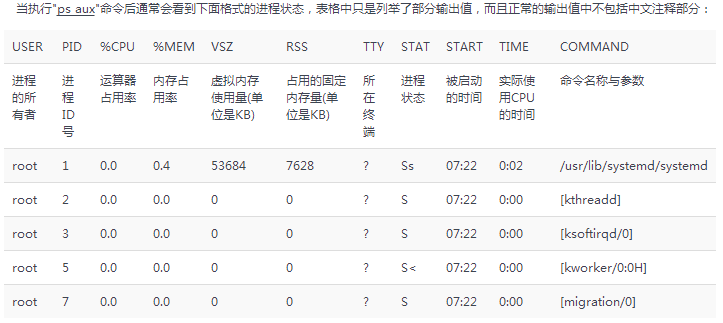 当执行"ps aux"命令后通常会看到下面格式的进程状态，表格中只是列举了部分输出值，而且正常的输出值中不包括中文注释部分：
USER PID %CPU %MEM VSZ RSS TTY STAT START TIME COMMAND
进程的所有者 进程ID号 运算器占用率 内存占用率 虚拟内存使用量(单位是KB) 占用的固定内存量(单位是KB) 所在终端 进程状态 被启动的时间 实际使用CPU的时间 命令名称与参数
root 1 0.0 0.4 53684 7628 ? Ss 07:22 0:02 /usr/lib/systemd/systemd
root 2 0.0 0.0 0 0 ? S 07:22 0:00 [kthreadd]
root 3 0.0 0.0 0 0 ? S 07:22 0:00 [ksoftirqd/0]
root 5 0.0 0.0 0 0 ? S< 07:22 0:00 [kworker/0:0H]
root 7 0.0 0.0 0 0 ? S 07:22 0:00 [migration/0]